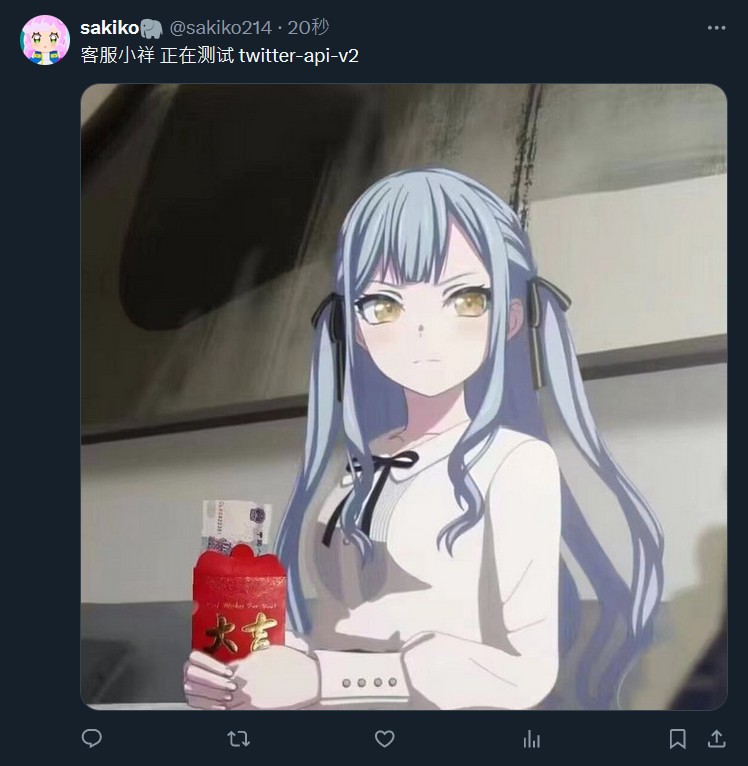 sakiko🐘 @sakiko214 · 20秒
客服小祥 正在测试 twitter-api-v2
大吉